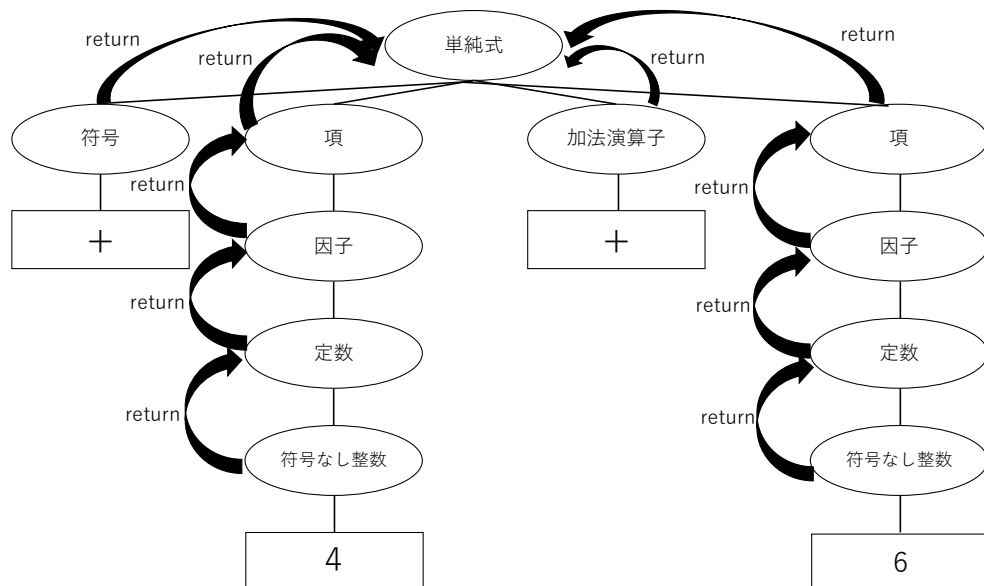 単純式
return
return
return
return
符号
項
加法演算子
項
return
return
+
因子
+
因子
return
return
定数
定数
return
return
符号なし整数
符号なし整数
4
6